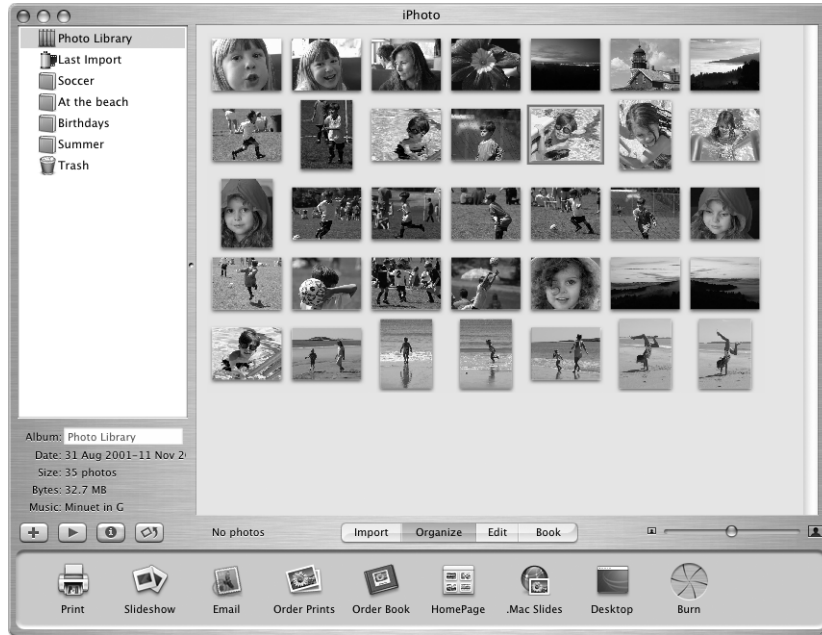 iPhoto
Photo Library
Last Import
Soccer
At the beach
Birthdays
Summer
Trash
Album: Photo Library
Date: 31 Aug 2001–11 Nov 2
Size: 35 photos
Bytes: 32.7 MB
Music: Minuet in G
No photos
Import Organize Edit Book
Print Slideshow Email Order Prints Order Book HomePage .Mac Slides Desktop Burn